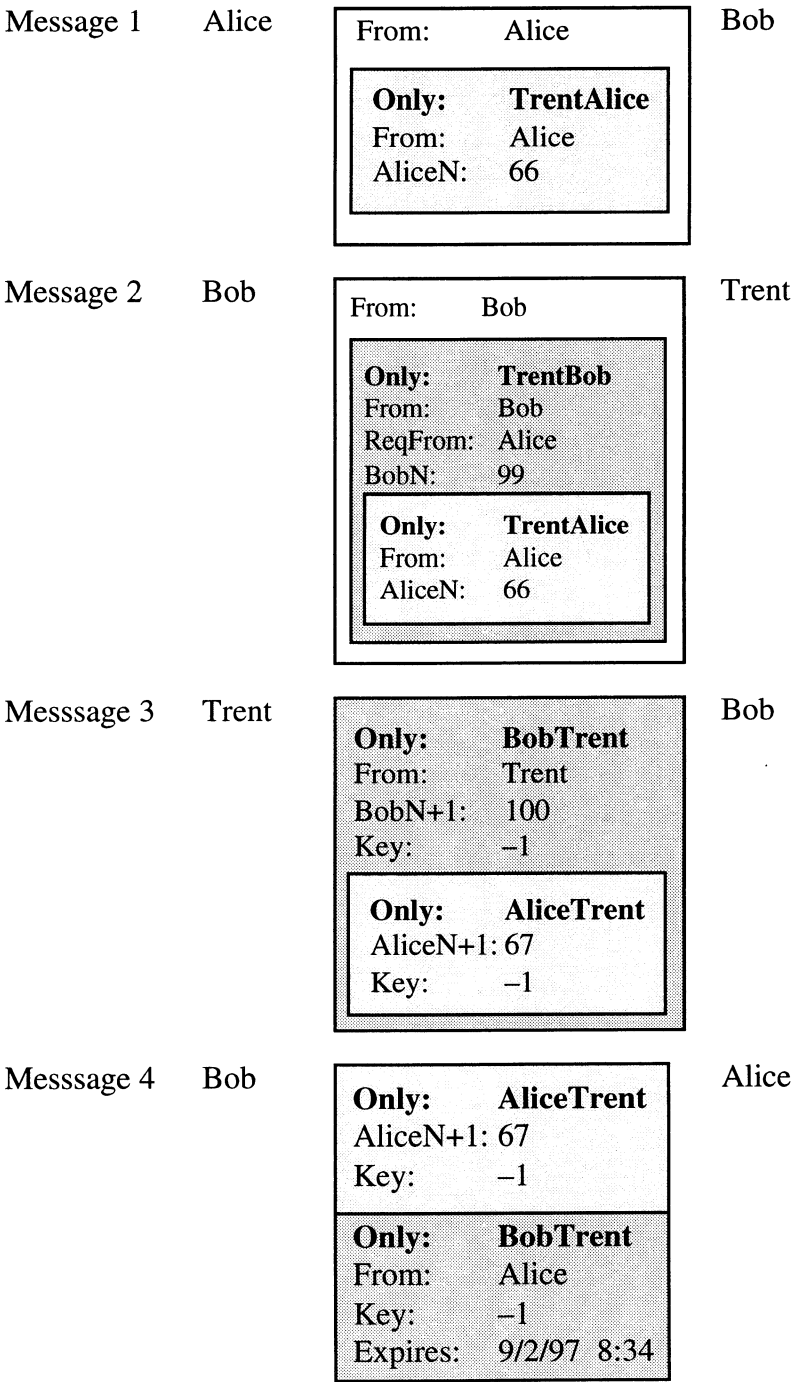 Message 1 Alice From: Alice Bob
Only: TrentAlice
From: Alice
AliceN: 66
Message 2 Bob From: Bob Trent
Only: TrentBob
From: Bob
ReqFrom: Alice
BobN: 99
Only: TrentAlice
From: Alice
AliceN: 66
Messsage 3 Trent Bob
Only: BobTrent
From: Trent
BobN+1: 100
Key: –1
Only: AliceTrent
AliceN+1: 67
Key: –1
Messsage 4 Bob Alice
Only: AliceTrent
AliceN+1: 67
Key: –1
Only: BobTrent
From: Alice
Key: –1
Expires: 9/2/97 8:34